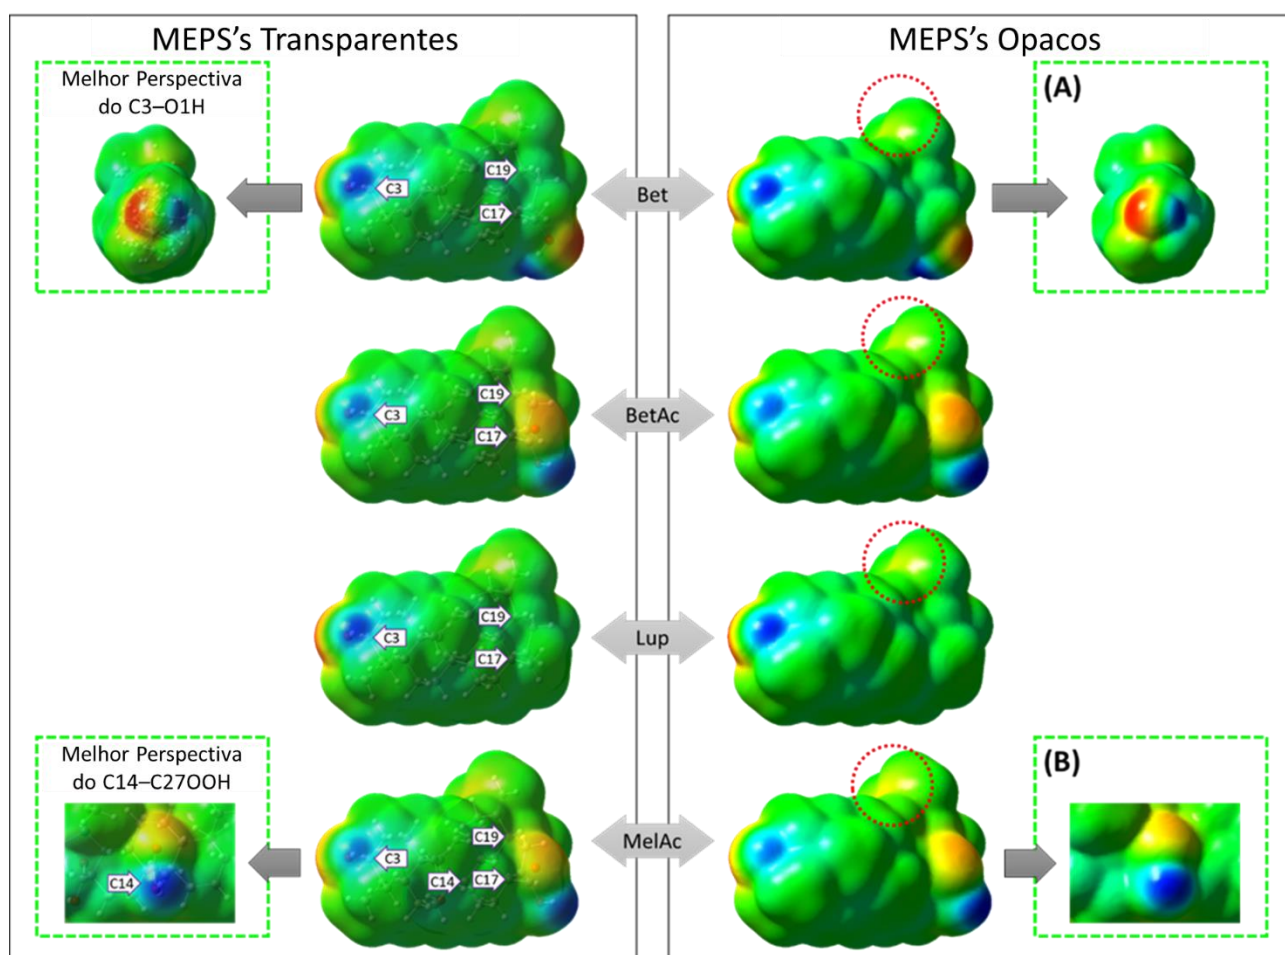 MEPS's Transparentes
MEPS's Opacos
Melhor Perspectiva
do C3–O1H
(A)
C19
C3
C17
Bet
C19
C3
C17
BetAc
C19
C3
C17
Lup
Melhor Perspectiva
do C14–C27OOH
(B)
C19
C3
C14
C17
C14
MelAc